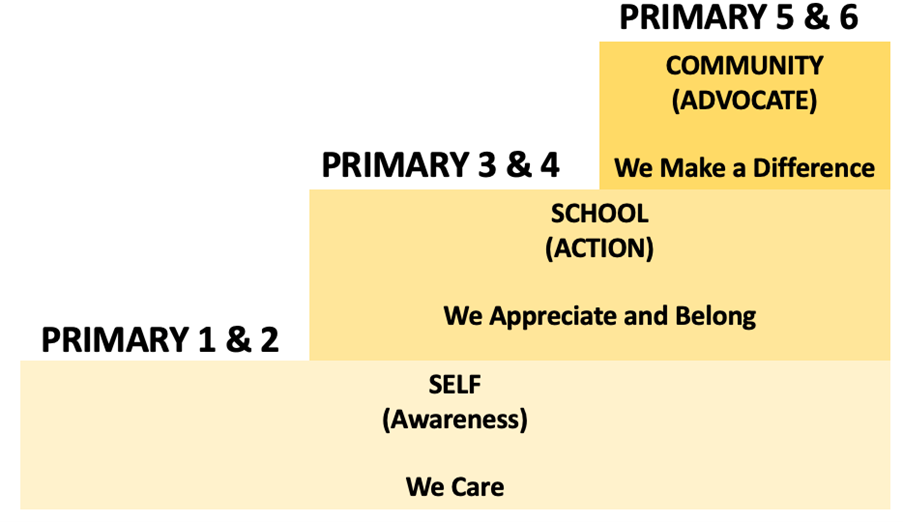 PRIMARY 5 & 6
COMMUNITY
(ADVOCATE)
We Make a Difference
PRIMARY 3 & 4
SCHOOL
(ACTION)
We Appreciate and Belong
PRIMARY 1 & 2
SELF
(Awareness)
We Care